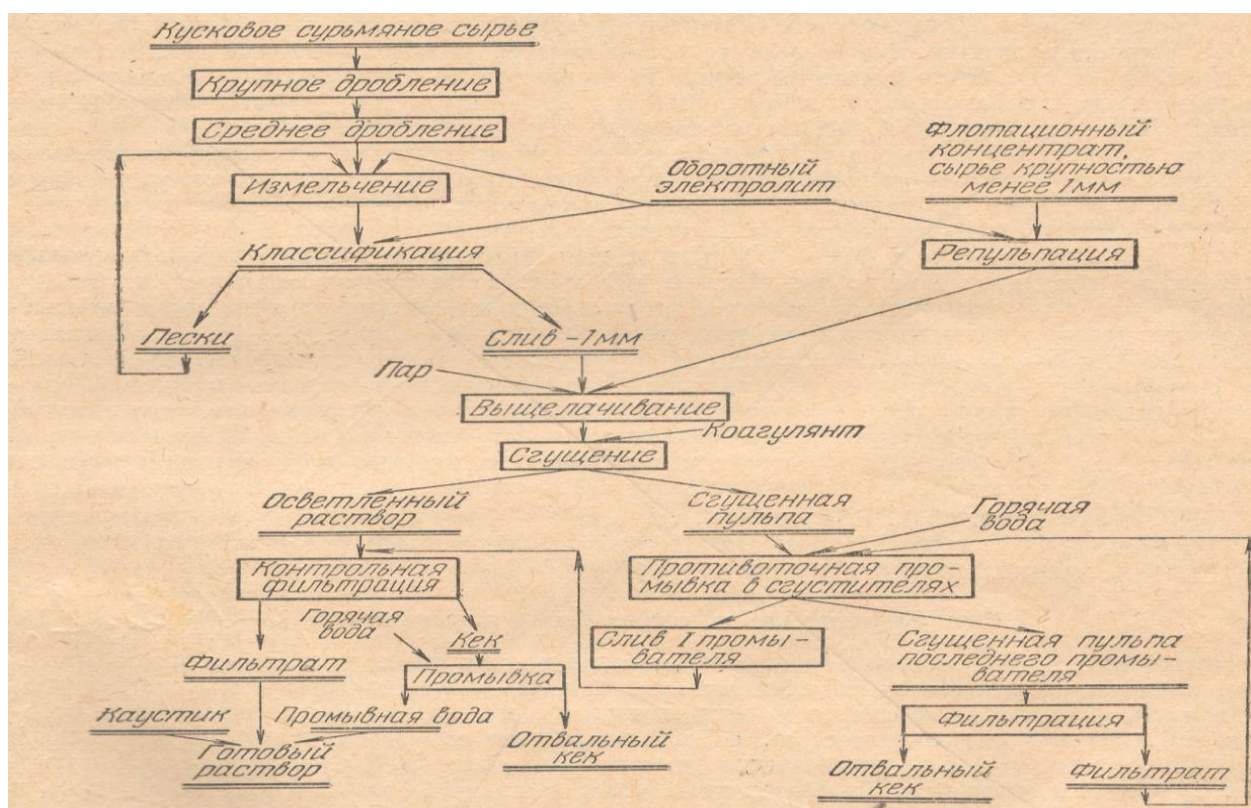 Кусковое сурьмяное сырье
Крупное дробление
Среднее дробление
Измельчение
Оборотный
электролит
Флотационный
концентрат,
сырье крупностью
менее 1мм
Классификация
Репульпация
Пески
Слив -1мм
Пар
Выщелачивание
Коагулянт
Сгущение
Осветленный
раствор
Сгущенная
пульпа
Горячая
вода
Контрольная
фильтрация
Противоточная про-
мывка в сгустителях
Горячая
вода
Кек
Слив I промы-
вателя
Сгущенная пульпа
последнего промы-
вателя
Фильтрат
Промывка
Каустик
Промывная вода
Фильтрация
Готовый
раствор
Отвальный
кек
Отвальный
кек
Фильтрат